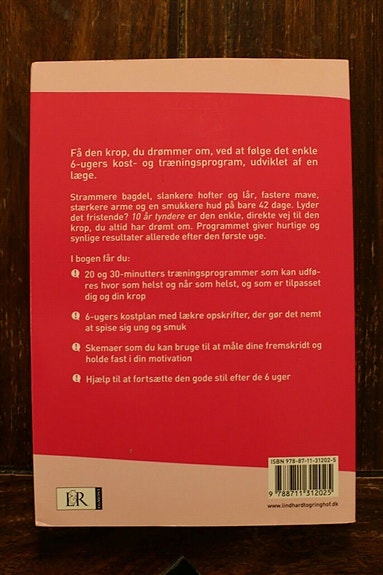 Få den krop, du drømmer om, ved at følge det enkle
6-ugers kost- og træningsprogram, udviklet af en
læge.
Strammere bagdel, slankere hofter og lår, fastere mave,
stærkere arme og en smukkere hud på bare 42 dage. Lyder
det fristende? 10 år tyndere er den enkle, direkte vej til den
krop, du altid har drømt om. Programmet giver hurtige og
synlige resultater allerede efter den første uge.
I bogen får du:
20 og 30-minutters træningsprogrammer som kan udfø-
res hvor som helst og når som helst, og som er tilpasset
dig og din krop
6-ugers kostplan med lækre opskrifter, der gør det nemt
at spise sig ung og smuk
Skemaer som du kan bruge til at måle dine fremskridt og
holde fast i din motivation
Hjælp til at fortsætte den gode stil efter de 6 uger
ISBN 978-87-11-31202-5
9 788711 312025
www.lindhardtogringhof.dk
L&R